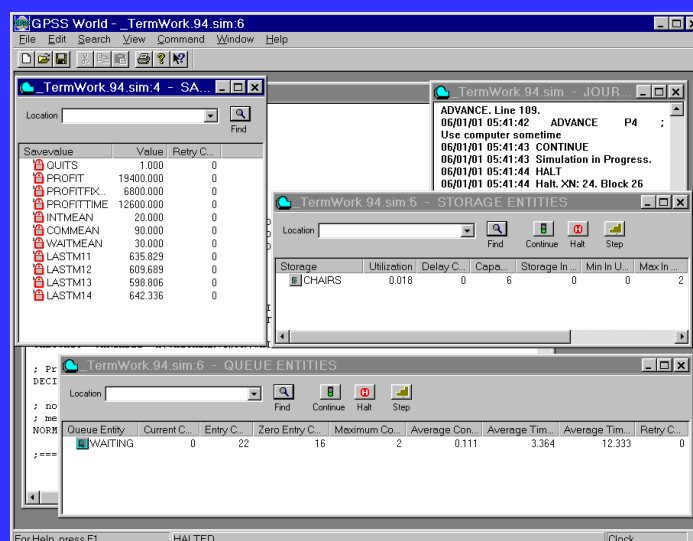 GPSS World - _TermWork.94.sim:6
File Edit Search View Command Window Help
_TermWork.94.sim:4 - SA...
Location
Find
Savevalue Value Retry C...
QUITS 1.000 0
PROFIT 19400.000 0
PROFITFIX... 6800.000 0
PROFITTIME 12600.000 0
INTMEAN 20.000 0
COMMEAN 90.000 0
WAITMEAN 30.000 0
LASTM11 635.829 0
LASTM12 609.689 0
LASTM13 598.806 0
LASTM14 642.336 0
_TermWork.94.sim - JOUR...
ADVANCE. Line 109.
06/01/01 05:41:42 ADVANCE P4 ;
Use computer sometime
06/01/01 05:41:43 CONTINUE
06/01/01 05:41:43 Simulation in Progress.
06/01/01 05:41:44 HALT
06/01/01 05:41:44 Halt. XN: 24. Block 26
_TermWork.94.sim:5 - STORAGE ENTITIES
Location
Find Continue Halt Step
Storage Utilization Delay C... Capa... Storage In ... Min In U... Max In
CHAIRS 0.018 0 6 0 0 2
_TermWork.94.sim:6 - QUEUE ENTITIES
Location
Find Continue Halt Step
Queue Entity Current C... Entry C... Zero Entry C... Maximum Co... Average Con... Average Tim... Average Tim... Retry C...
WAITING 0 22 16 2 0.111 3.364 12.333 0
; Pr
DECI
; no
; me
NORM
;===
For Help, press F1 HALTED Clock